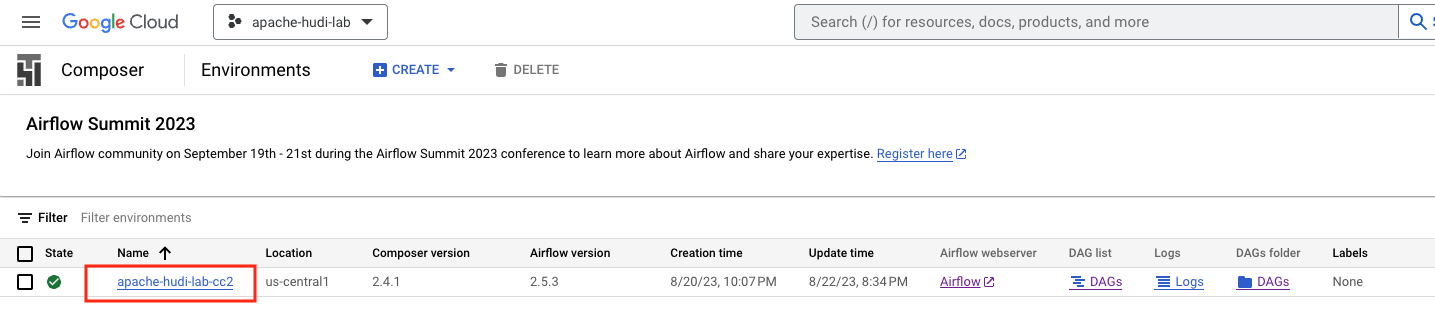 Google Cloud apache-hudi-lab Search (/) for resources, docs, products, and more
Composer Environments CREATE DELETE
Airflow Summit 2023
Join Airflow community on September 19th - 21st during the Airflow Summit 2023 conference to learn more about Airflow and share your expertise. Register here
Filter Filter environments
State Name Location Composer version Airflow version Creation time Update time Airflow webserver DAG list Logs DAGs folder Labels
apache-hudi-lab-cc2 us-central1 2.4.1 2.5.3 8/20/23, 10:07 PM 8/22/23, 8:34 PM Airflow DAGs Logs DAGs None